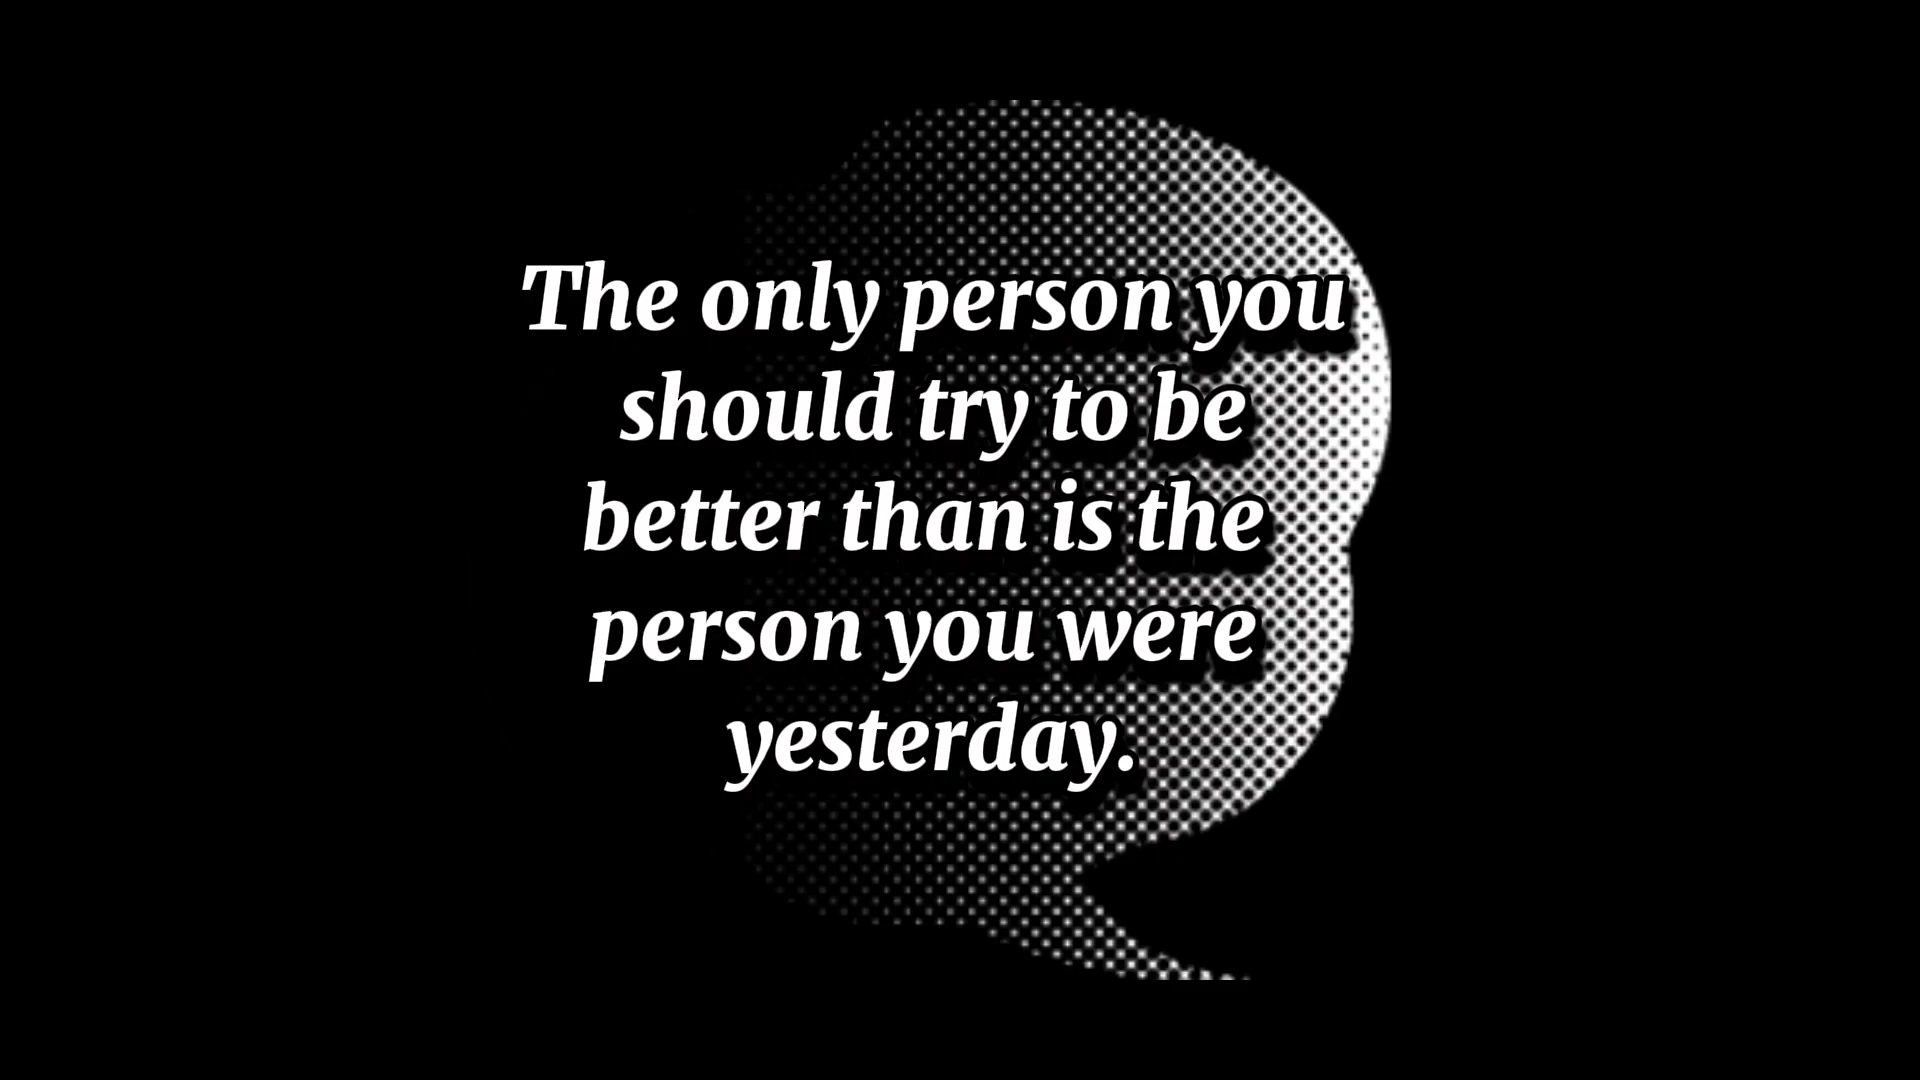 The only person you
should try to be
better than is the
person you were
yesterday.